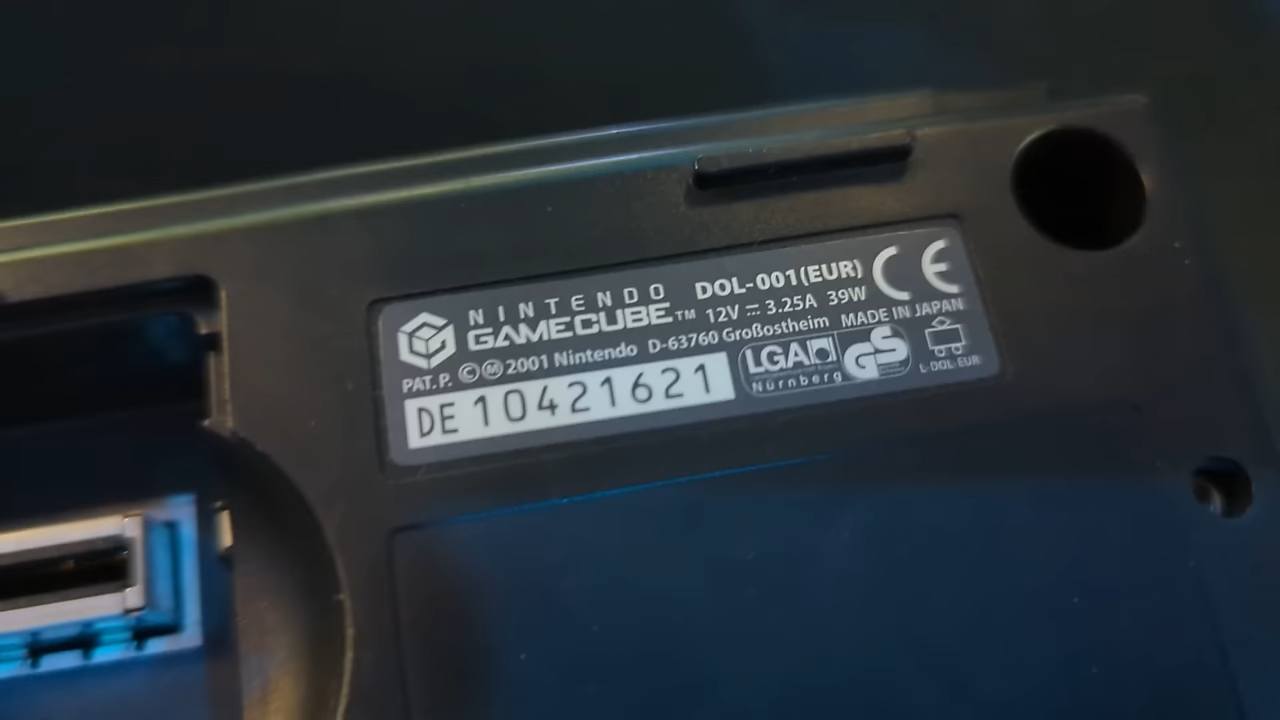 NINTENDO
GAMECUBE™
DOL-001(EUR)
12V ⎓ 3.25A 39W
CE
PAT. P. ©Ⓜ2001 Nintendo D-63760 Großostheim MADE IN JAPAN
DE 10421621
LGA
Nürnberg
GS
L-DOL-EUR